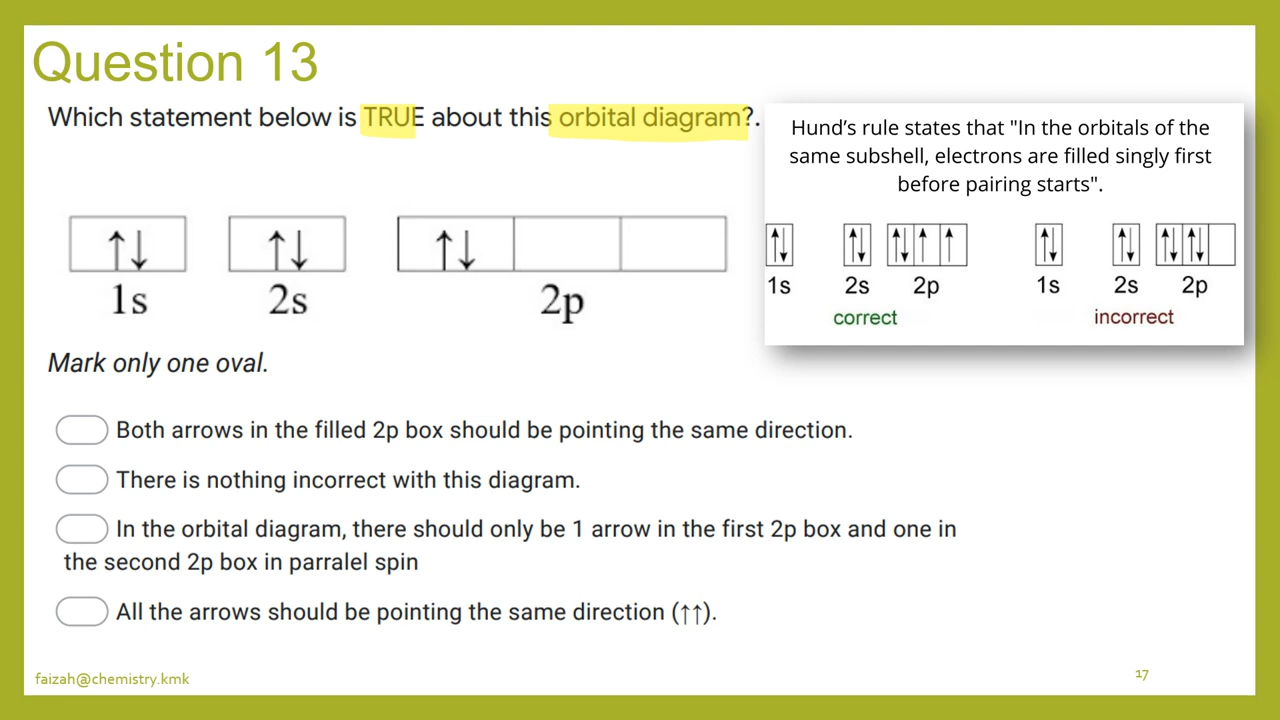 Question 13
Which statement below is TRUE about this orbital diagram?.
Hund's rule states that "In the orbitals of the
same subshell, electrons are filled singly first
before pairing starts".
1s 2s 2p
correct
1s 2s 2p
incorrect
1s 2s 2p
Mark only one oval.
Both arrows in the filled 2p box should be pointing the same direction.
There is nothing incorrect with this diagram.
In the orbital diagram, there should only be 1 arrow in the first 2p box and one in
the second 2p box in parralel spin
All the arrows should be pointing the same direction (↑↑).
faizah@chemistry.kmk
17